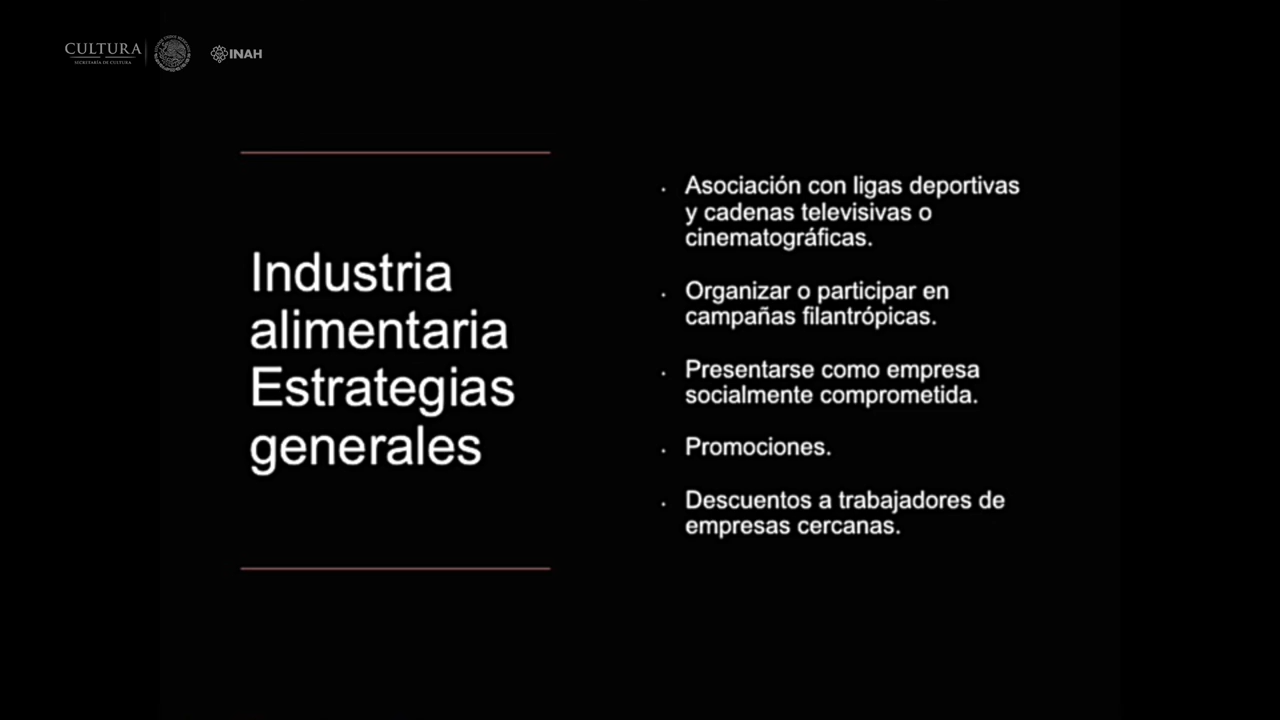 CULTURA
SECRETARÍA DE CULTURA
INAH
Industria
alimentaria
Estrategias
generales
Asociación con ligas deportivas
y cadenas televisivas o
cinematográficas.
Organizar o participar en
campañas filantrópicas.
Presentarse como empresa
socialmente comprometida.
Promociones.
Descuentos a trabajadores de
empresas cercanas.